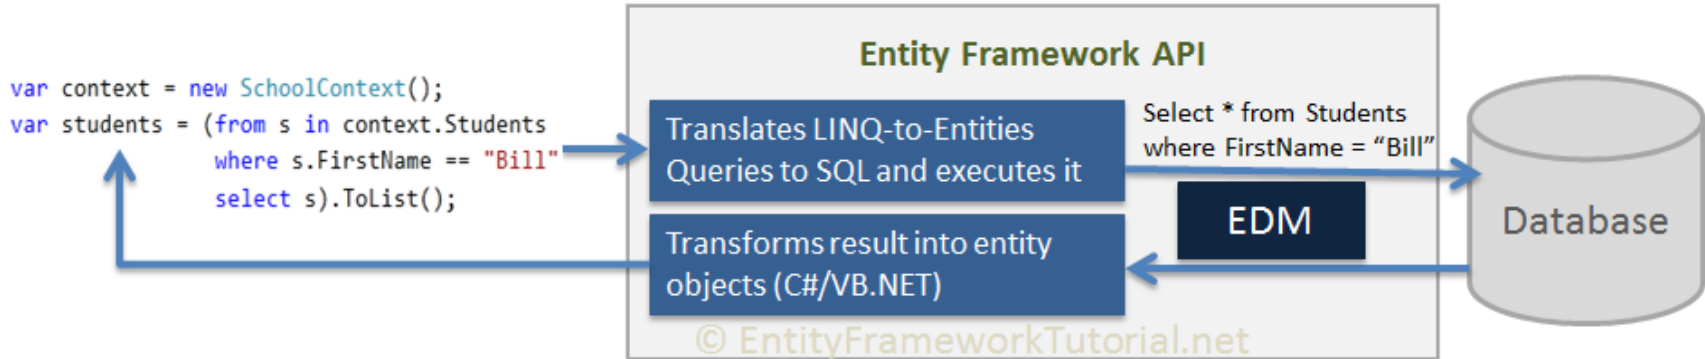 Entity Framework API
var context = new SchoolContext();
var students = (from s in context.Students
where s.FirstName == "Bill"
select s).ToList();
Translates LINQ-to-Entities
Queries to SQL and executes it
Select * from Students
where FirstName = “Bill”
EDM
Database
Transforms result into entity
objects (C#/VB.NET)
© EntityFrameworkTutorial.net